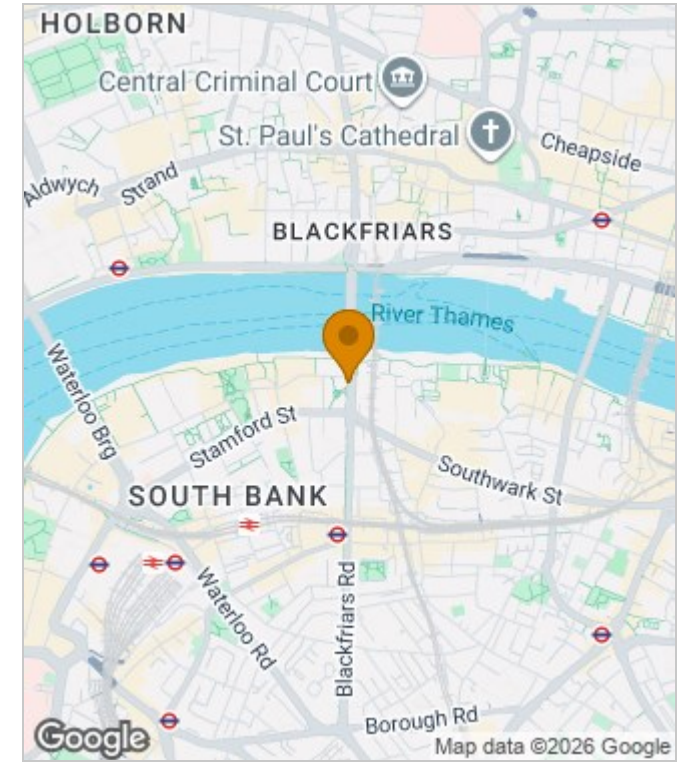 HOLBORN
Central Criminal Court
St. Paul's Cathedral
Cheapside
Aldwych
Strand
BLACKFRIARS
River Thames
Waterloo Brg
Stamford St
Southwark St
SOUTH BANK
Waterloo Rd
Blackfriars Rd
Borough Rd
Google
Map data ©2026 Google